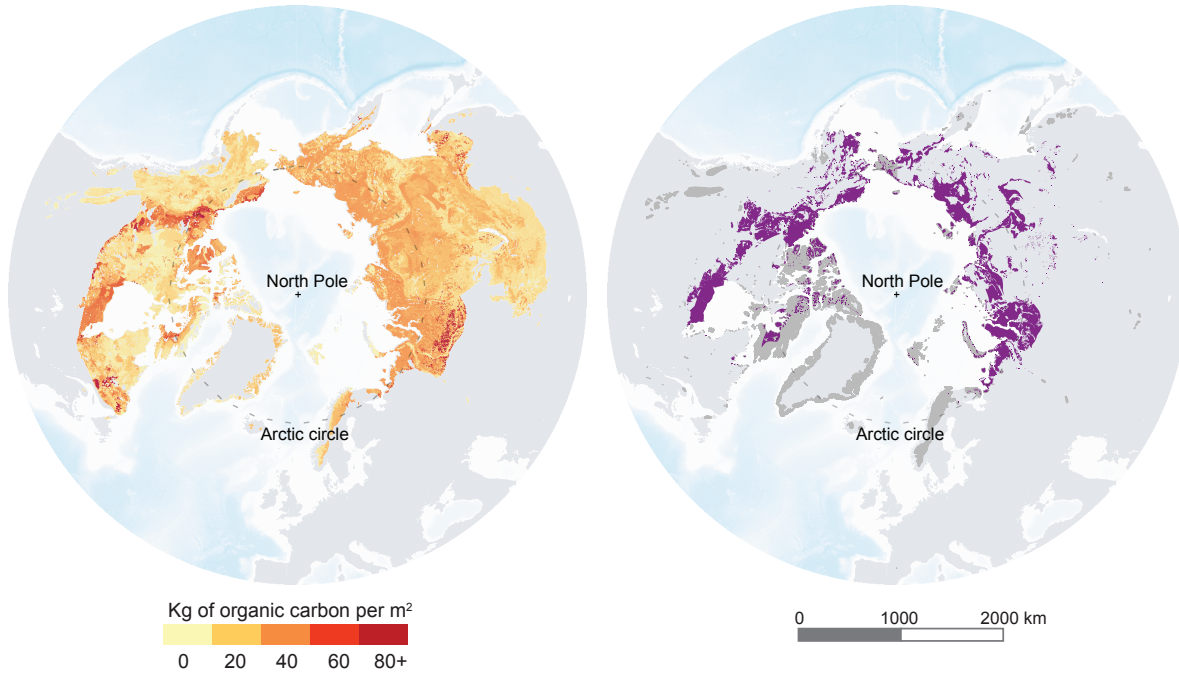 North Pole
+
Arctic circle
North Pole
+
Arctic circle
Kg of organic carbon per m²
0 20 40 60 80+
0 1000 2000 km